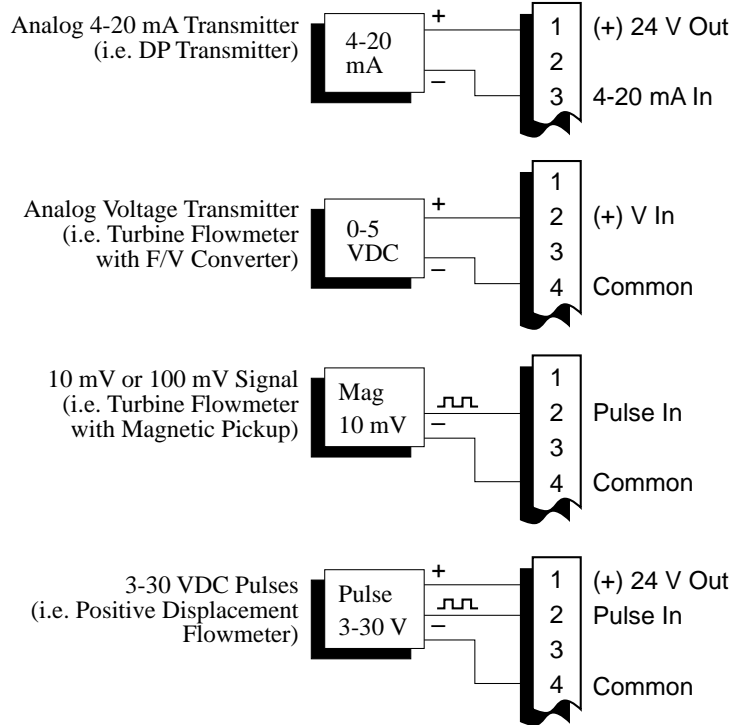 Analog 4-20 mA Transmitter
(i.e. DP Transmitter)
4-20
mA
+
–
1
2
3
(+) 24 V Out
4-20 mA In
Analog Voltage Transmitter
(i.e. Turbine Flowmeter
with F/V Converter)
0-5
VDC
+
–
1
2
3
4
(+) V In
Common
10 mV or 100 mV Signal
(i.e. Turbine Flowmeter
with Magnetic Pickup)
Mag
10 mV
–
1
2
3
4
Pulse In
Common
3-30 VDC Pulses
(i.e. Positive Displacement
Flowmeter)
Pulse
3-30 V
+
–
1
2
3
4
(+) 24 V Out
Pulse In
Common